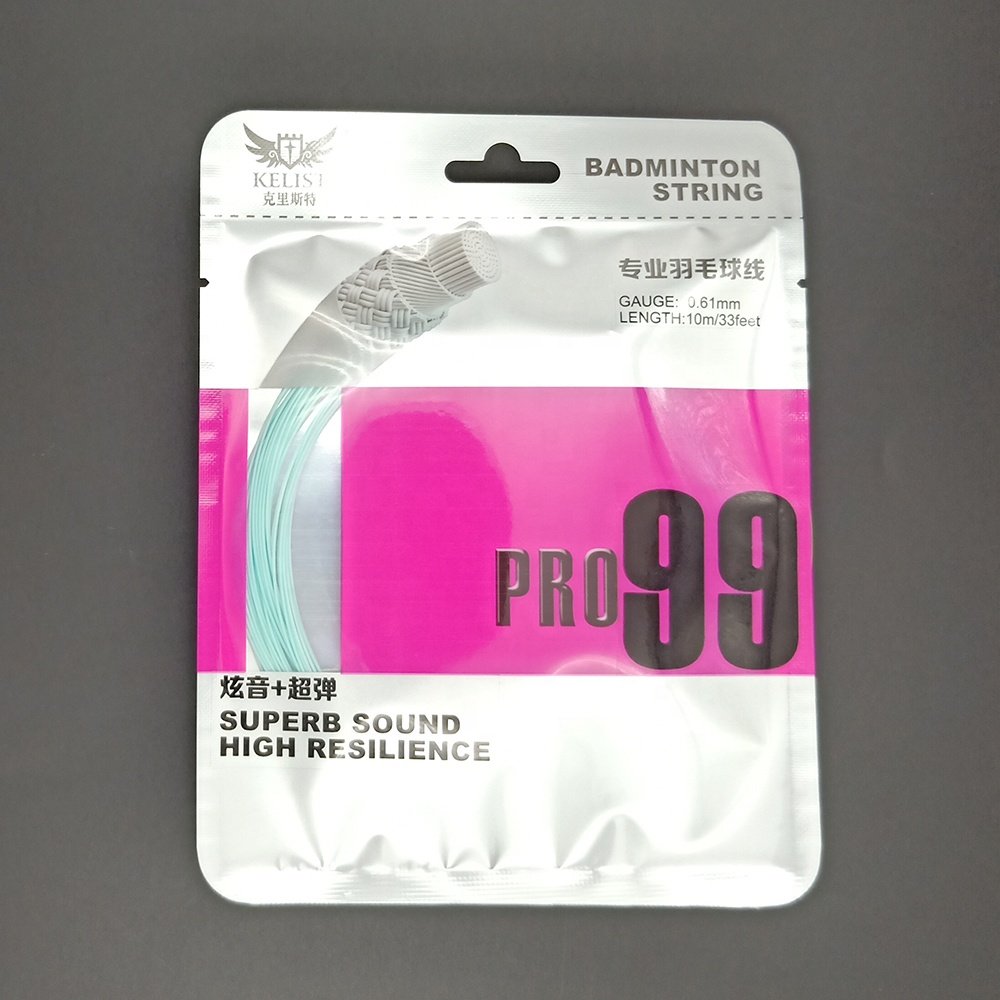 KELIST
克里斯特
BADMINTON
STRING
专业羽毛球线
GAUGE: 0.61mm
LENGTH:10m/33feet
PRO99
炫音+超弹
SUPERB SOUND
HIGH RESILIENCE